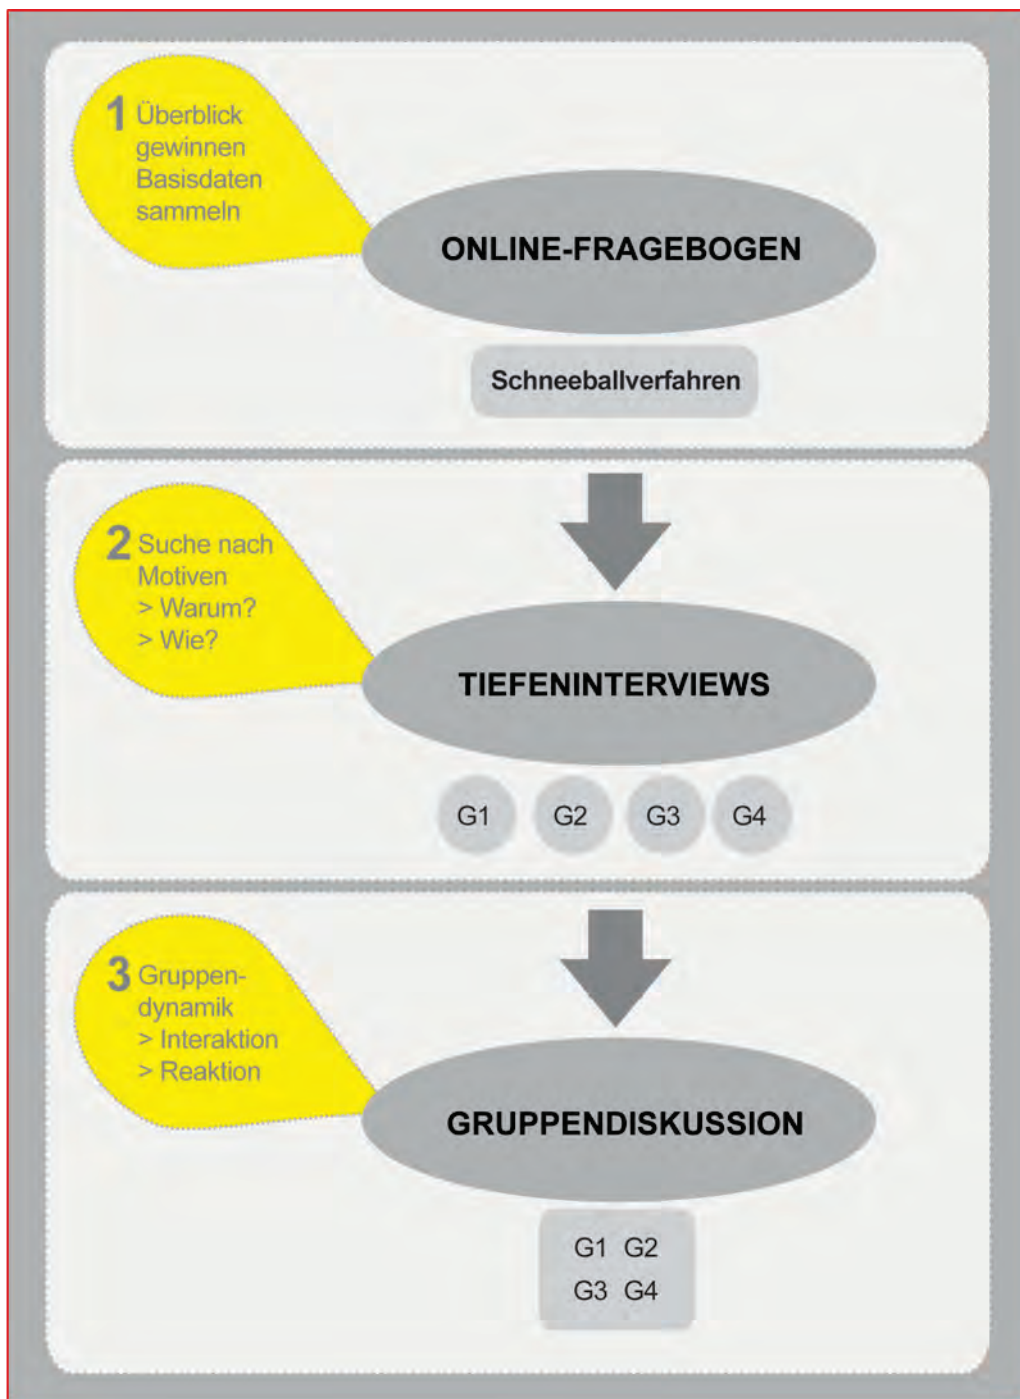 1 Überblick
gewinnen
Basisdaten
sammeln
ONLINE-FRAGEBOGEN
Schneeballverfahren
2 Suche nach
Motiven
> Warum?
> Wie?
TIEFENINTERVIEWS
G1 G2 G3 G4
3 Gruppen-
dynamik
> Interaktion
> Reaktion
GRUPPENDISKUSSION
G1 G2
G3 G4